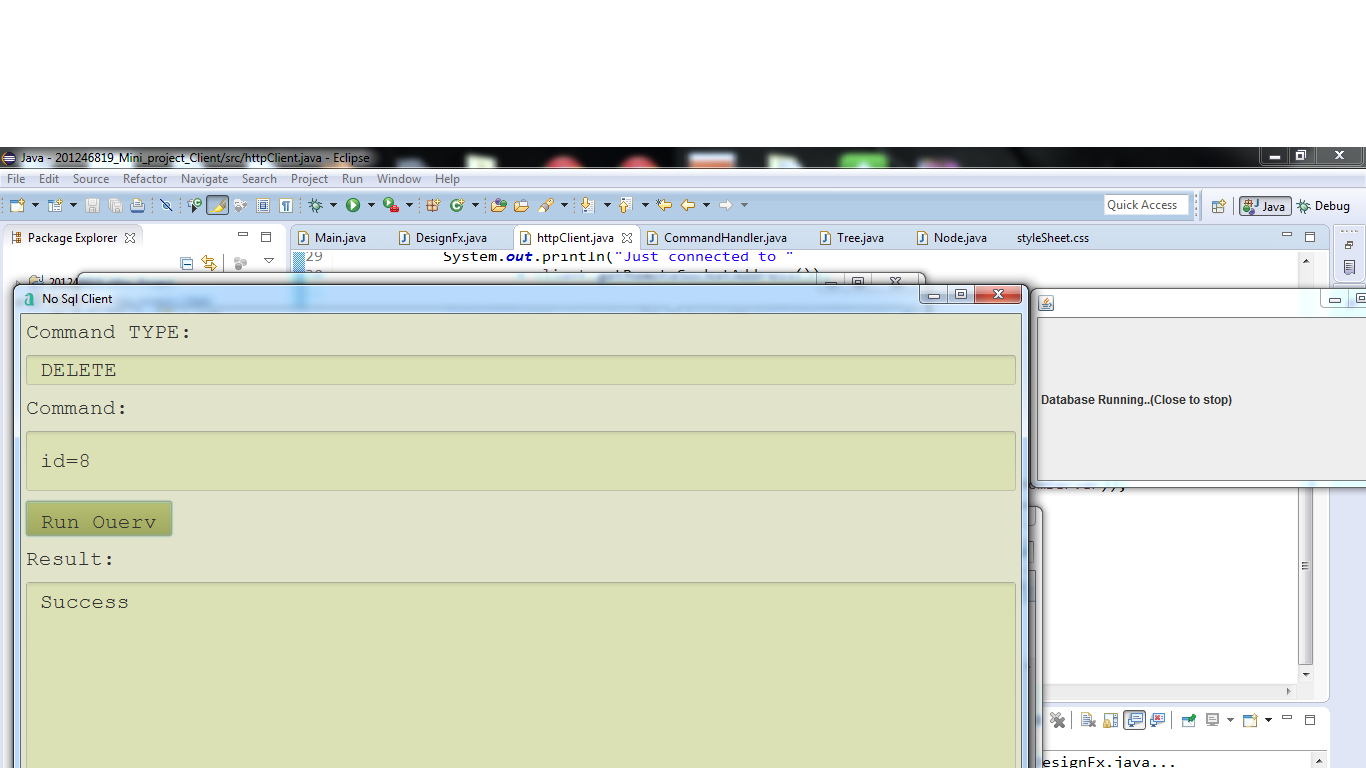 Java - 201246819_Mini_project_Client/src/httpClient.java - Eclipse
File Edit Source Refactor Navigate Search Project Run Window Help
Quick Access
Java
Debug
Package Explorer
Main.java DesignFx.java httpClient.java CommandHandler.java Tree.java Node.java styleSheet.css
29 System.out.println("Just connected to "
No Sql Client
Command TYPE:
DELETE
Command:
id=8
Run Query
Result:
Success
Database Running..(Close to stop)
esignFx.java...